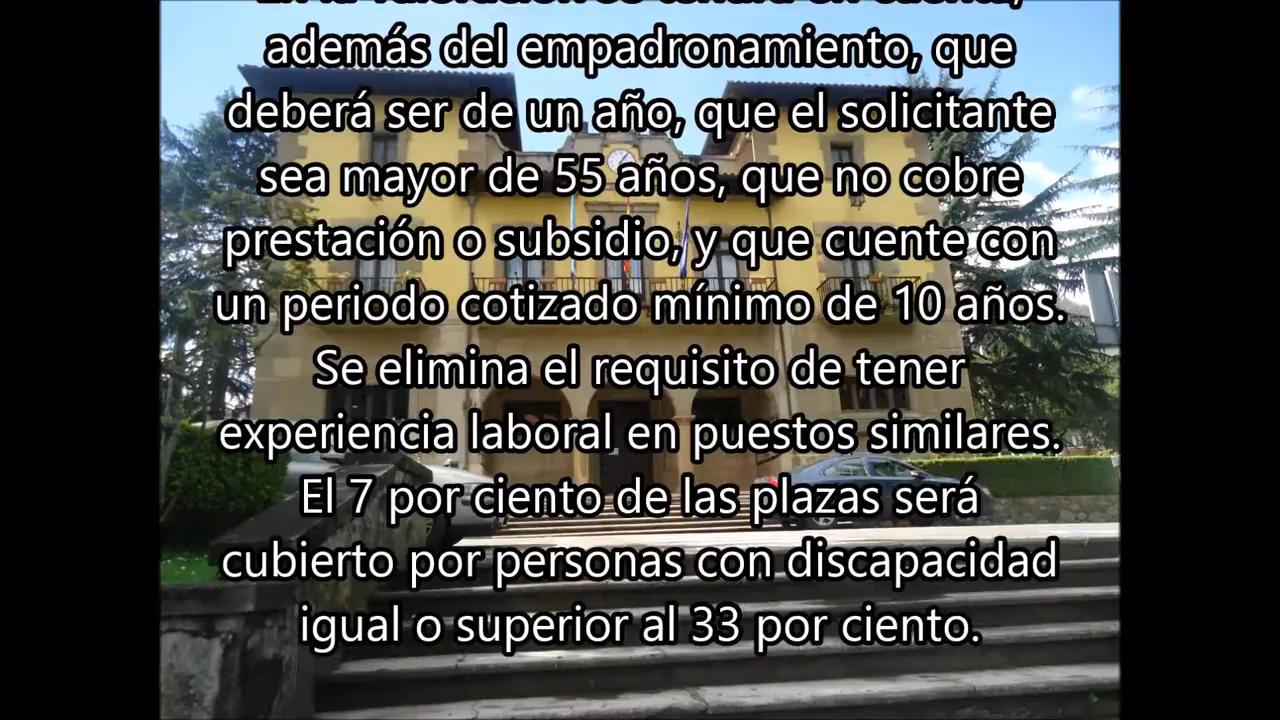 además del empadronamiento, que
deberá ser de un año, que el solicitante
sea mayor de 55 años, que no cobre
prestación o subsidio, y que cuente con
un periodo cotizado mínimo de 10 años.
Se elimina el requisito de tener
experiencia laboral en puestos similares.
El 7 por ciento de las plazas será
cubierto por personas con discapacidad
igual o superior al 33 por ciento.